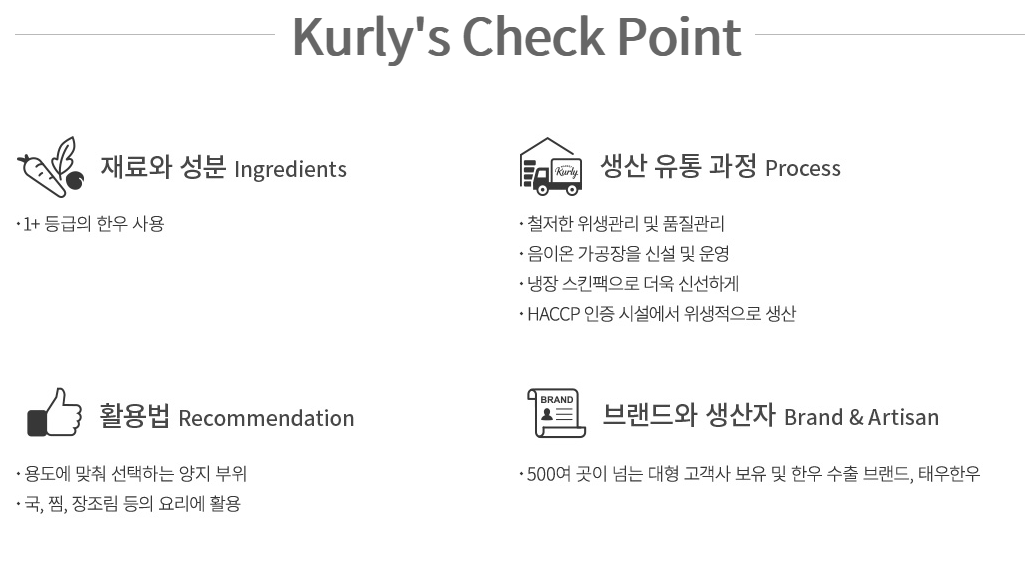 Kurly's Check Point
재료와 성분 Ingredients
· 1+ 등급의 한우 사용
Kurly
생산 유통 과정 Process
· 철저한 위생관리 및 품질관리
· 음이온 가공장을 신설 및 운영
· 냉장 스킨팩으로 더욱 신선하게
· HACCP 인증 시설에서 위생적으로 생산
활용법 Recommendation
· 용도에 맞춰 선택하는 양지 부위
· 국, 찜, 장조림 등의 요리에 활용
BRAND
브랜드와 생산자 Brand & Artisan
· 500여 곳이 넘는 대형 고객사 보유 및 한우 수출 브랜드, 태우한우